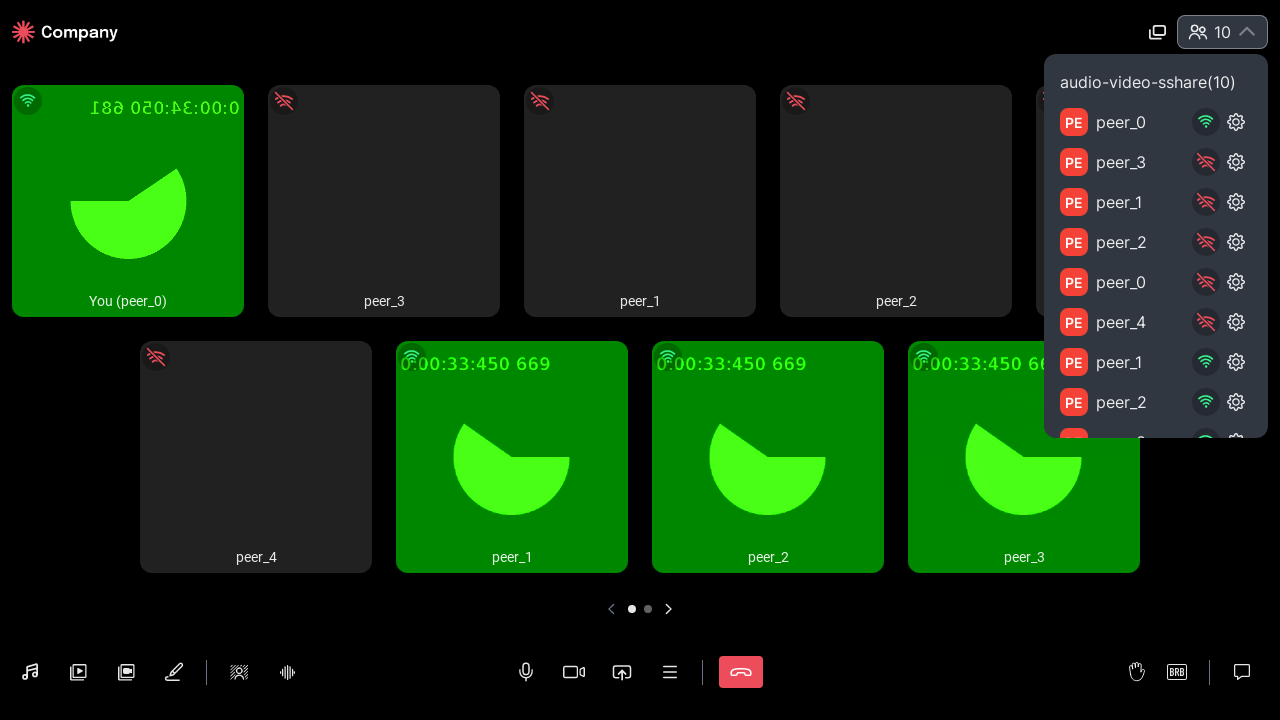 Company
10
audio-video-sshare(10)
PE peer_0
PE peer_3
PE peer_1
PE peer_2
PE peer_0
PE peer_4
PE peer_1
PE peer_2
0:00:34:050 681
You (peer_0)
peer_3
peer_1
peer_2
0:00:33:450 669
0:00:33:450 669
0:00:33:450 66
peer_4
peer_1
peer_2
peer_3
BRB